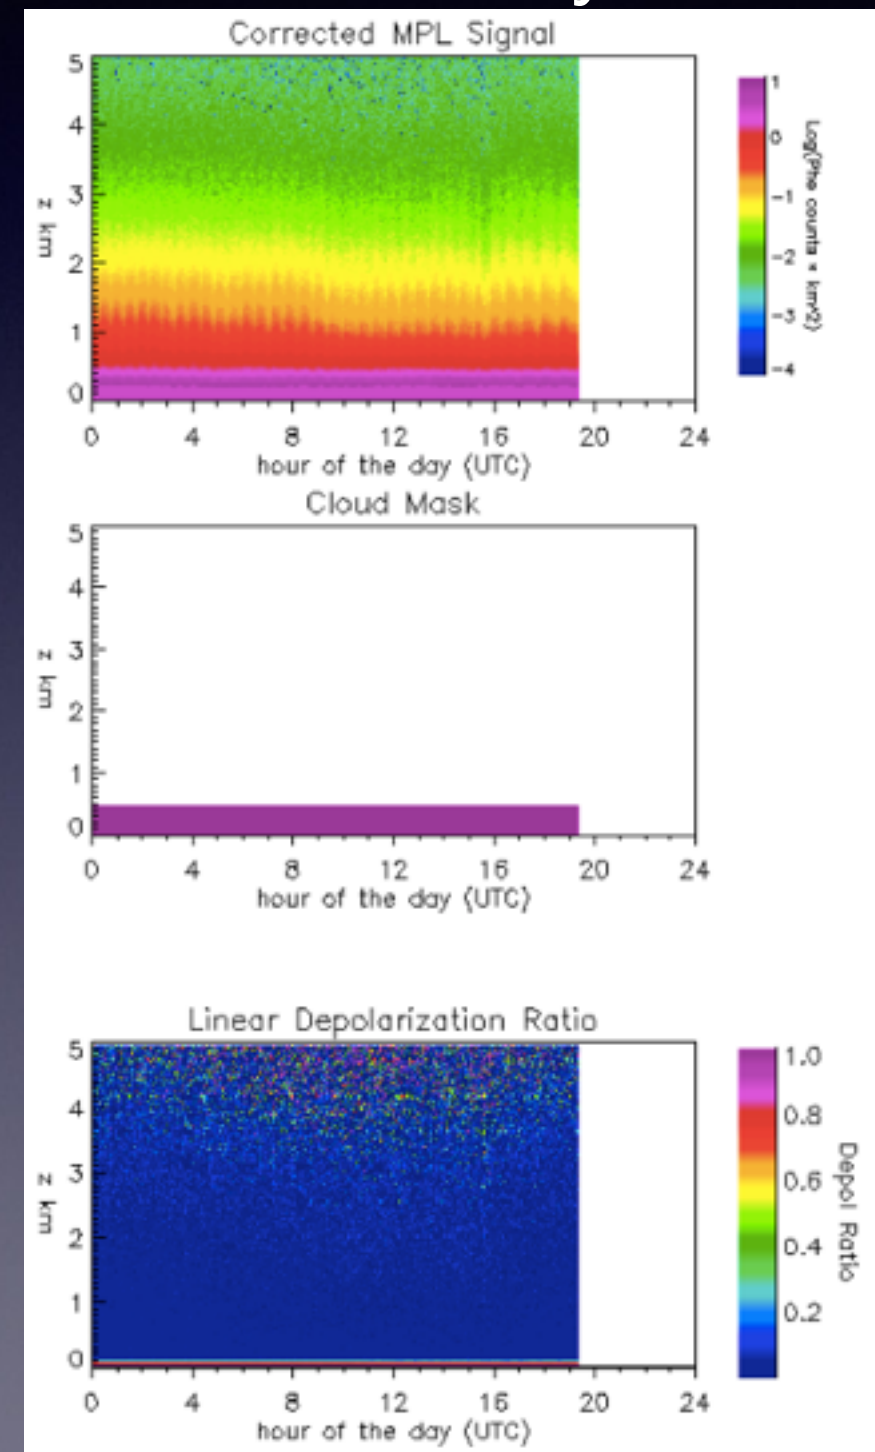 Corrected MPL Signal
5
4
3
2
1
0
z km
0 4 8 12 16 20 24
hour of the day (UTC)
1
0
-1
-2
-3
-4
Log(Phe counts * km^2)
Cloud Mask
5
4
3
2
1
0
z km
0 4 8 12 16 20 24
hour of the day (UTC)
Linear Depolarization Ratio
5
4
3
2
1
0
z km
0 4 8 12 16 20 24
hour of the day (UTC)
1.0
0.8
0.6
0.4
0.2
Depol Ratio